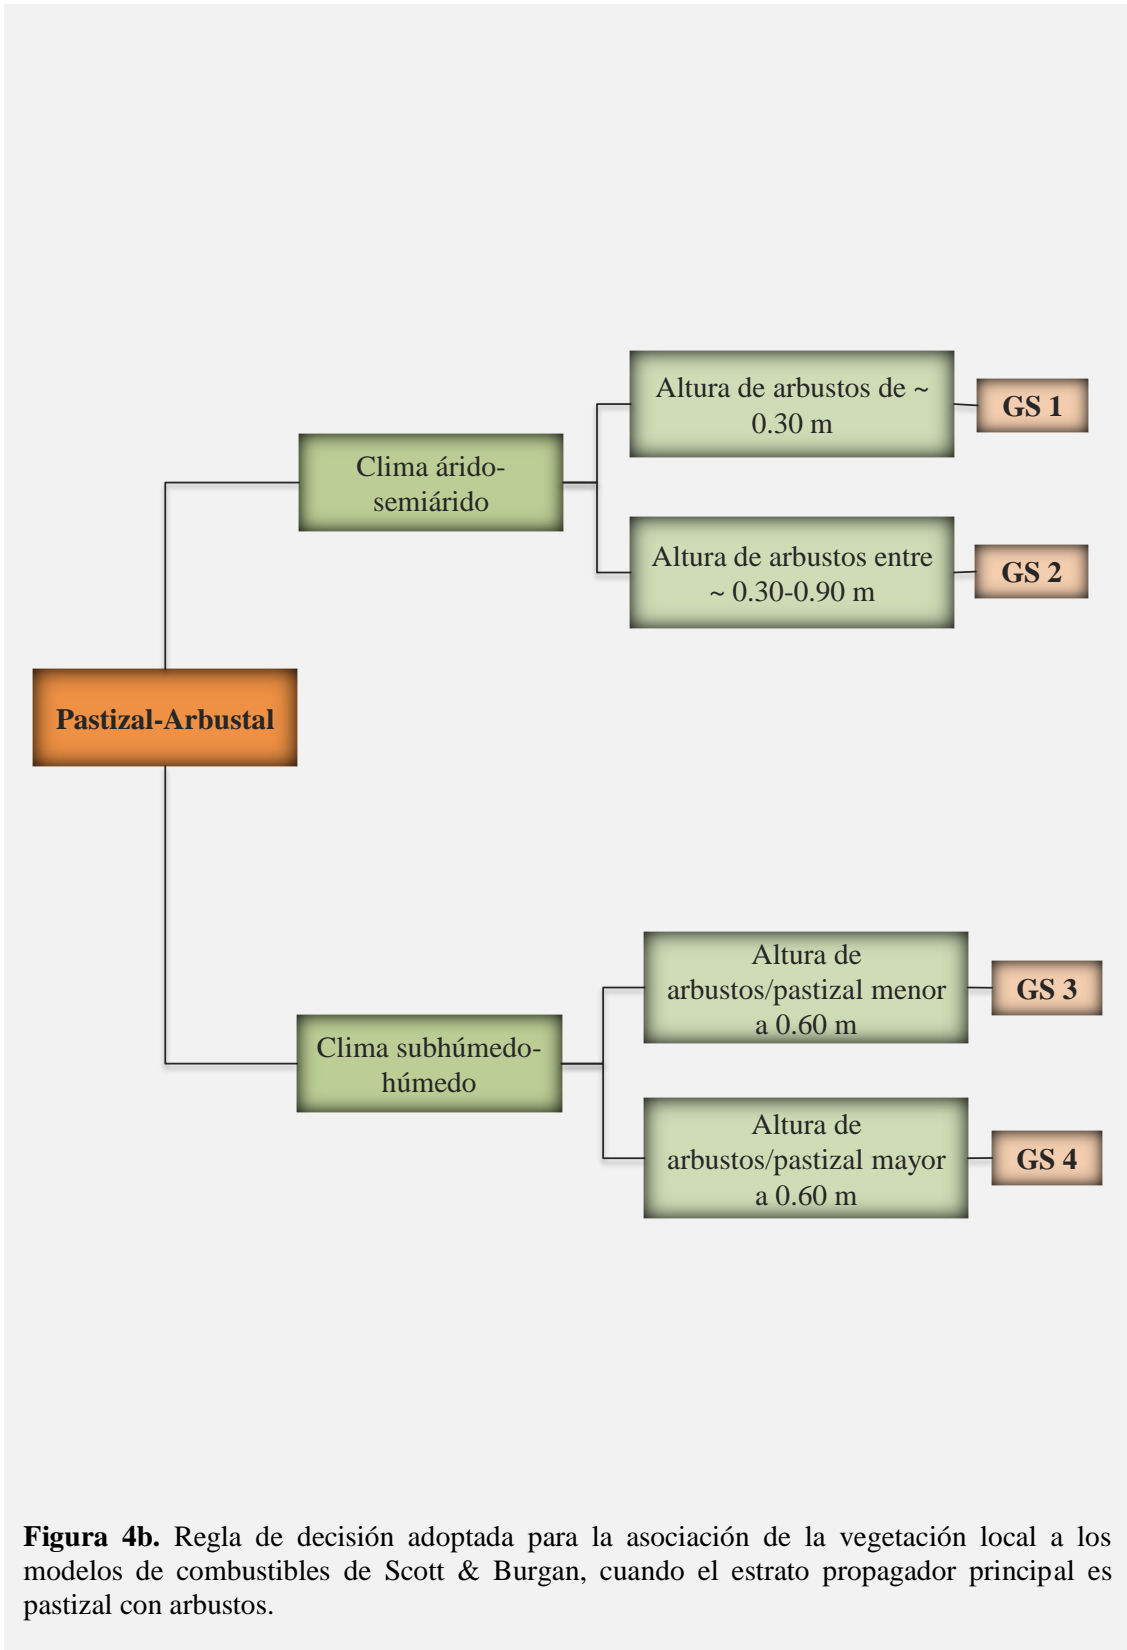 Altura de arbustos de ~
0.30 m
GS 1
Clima árido-
semiárido
Altura de arbustos entre
~ 0.30-0.90 m
GS 2
Pastizal-Arbustal
Altura de
arbustos/pastizal menor
a 0.60 m
GS 3
Clima subhúmedo-
húmedo
Altura de
arbustos/pastizal mayor
a 0.60 m
GS 4
Figura 4b. Regla de decisión adoptada para la asociación de la vegetación local a los
modelos de combustibles de Scott & Burgan, cuando el estrato propagador principal es
pastizal con arbustos.